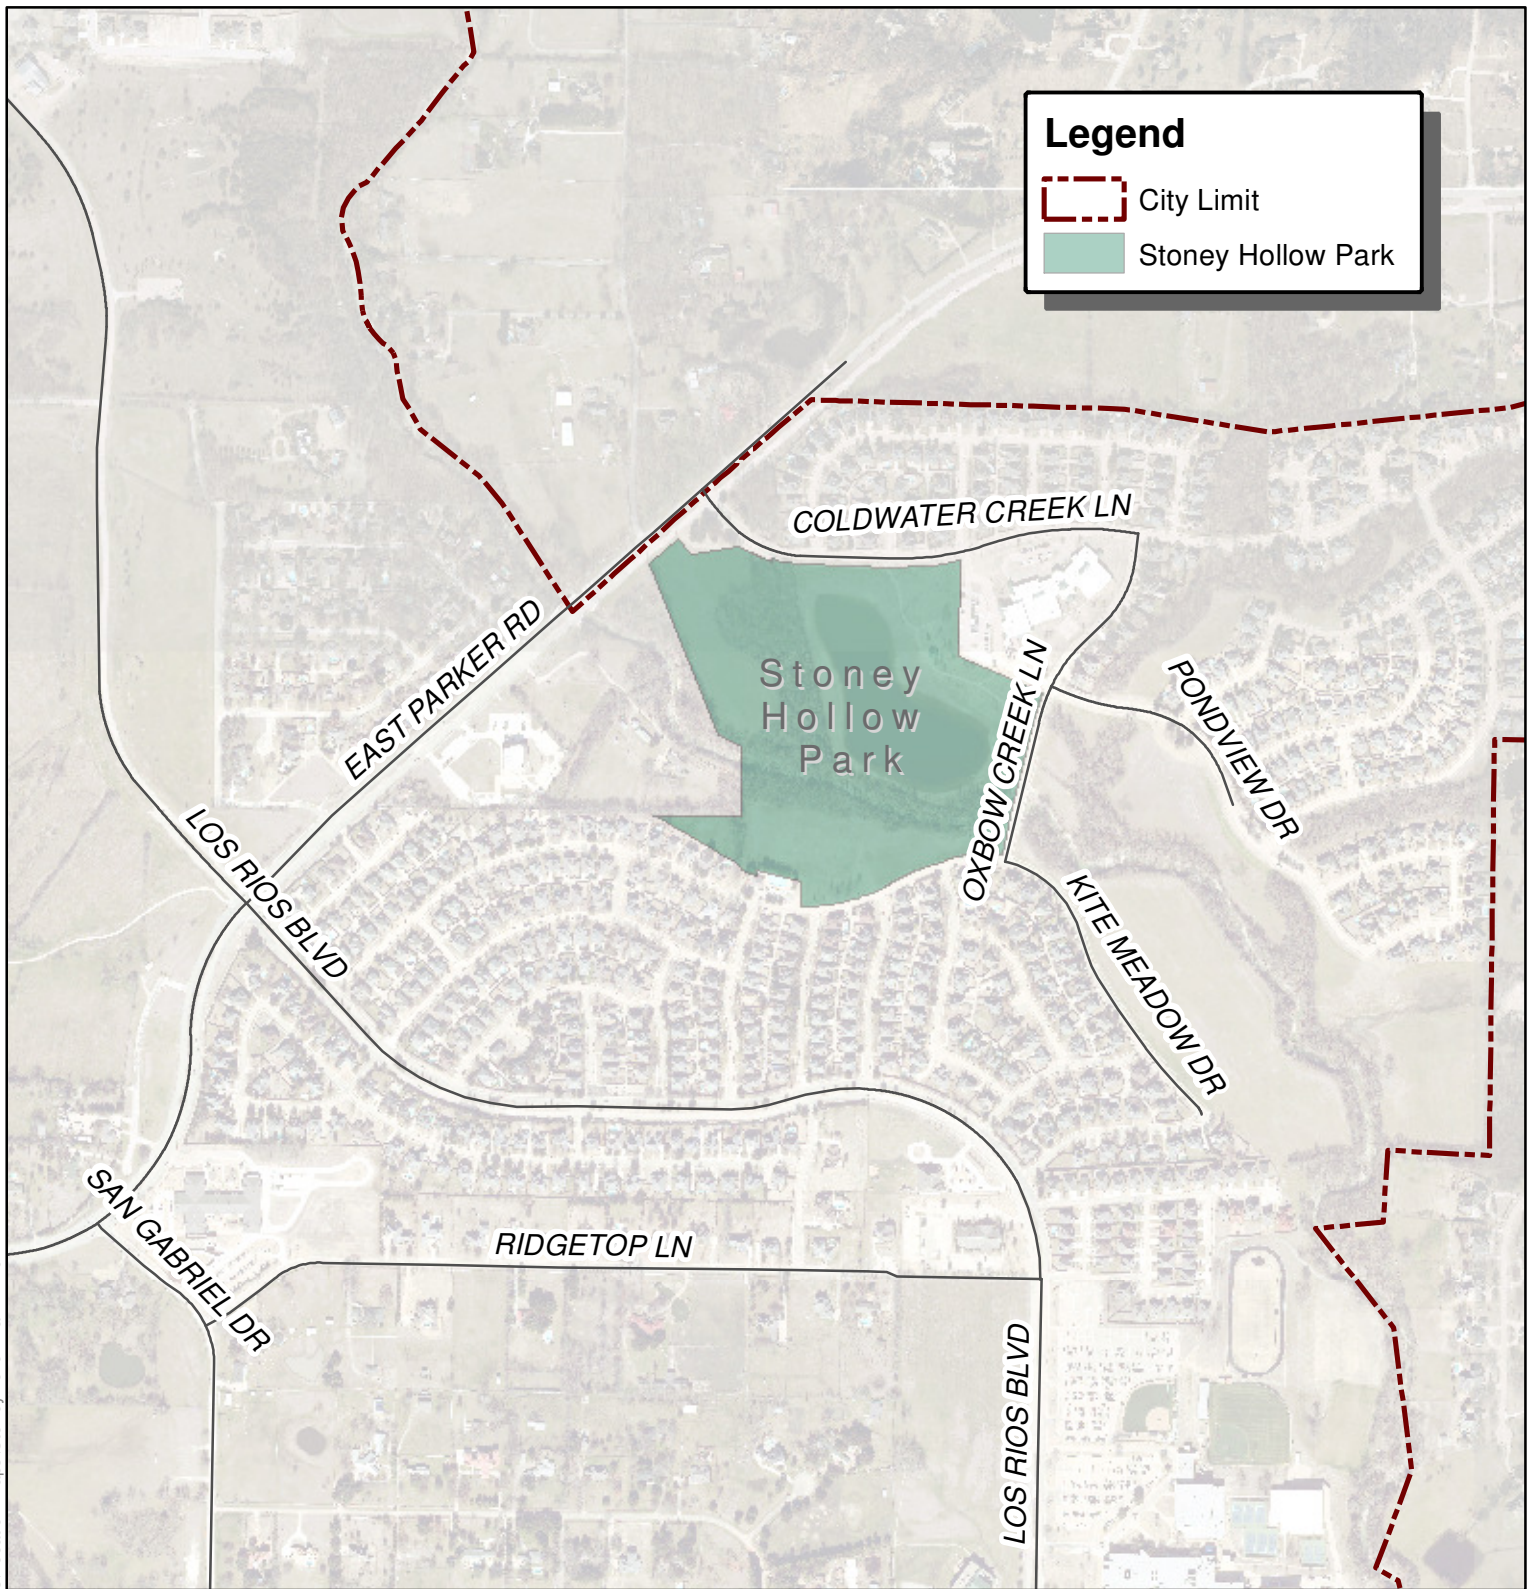 Legend
City Limit
Stoney Hollow Park
COLDWATER CREEK LN
EAST PARKER RD
Stoney
Hollow
Park
OXBOW CREEK LN
PONDVIEW DR
LOS RIOS BLVD
KITE MEADOW DR
SAN GABRIEL DR
RIDGETOP LN
LOS RIOS BLVD